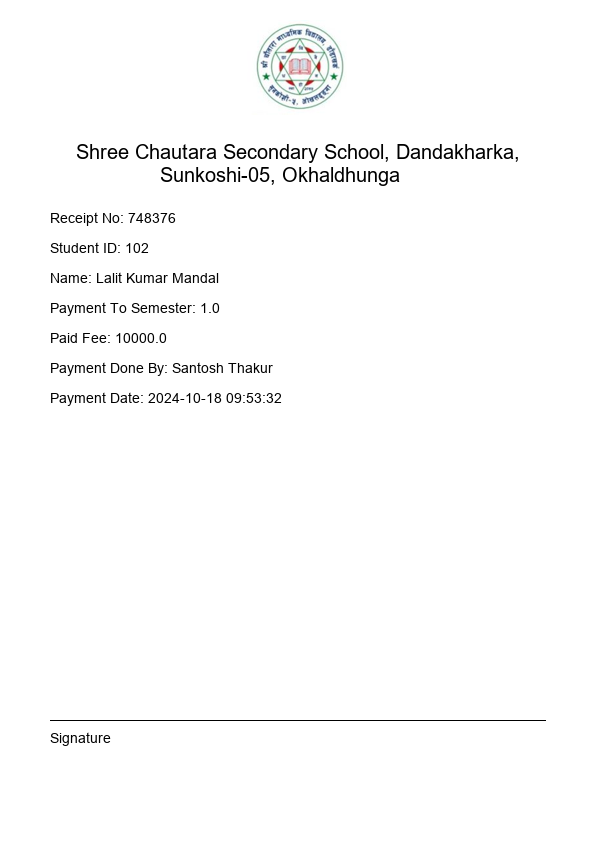 श्री चौतारा माध्यमिक विद्यालय,
Shree Chautara Secondary School, Dandakharka,
Sunkoshi-05, Okhaldhunga
Receipt No: 748376
Student ID: 102
Name: Lalit Kumar Mandal
Payment To Semester: 1.0
Paid Fee: 10000.0
Payment Done By: Santosh Thakur
Payment Date: 2024-10-18 09:53:32
Signature